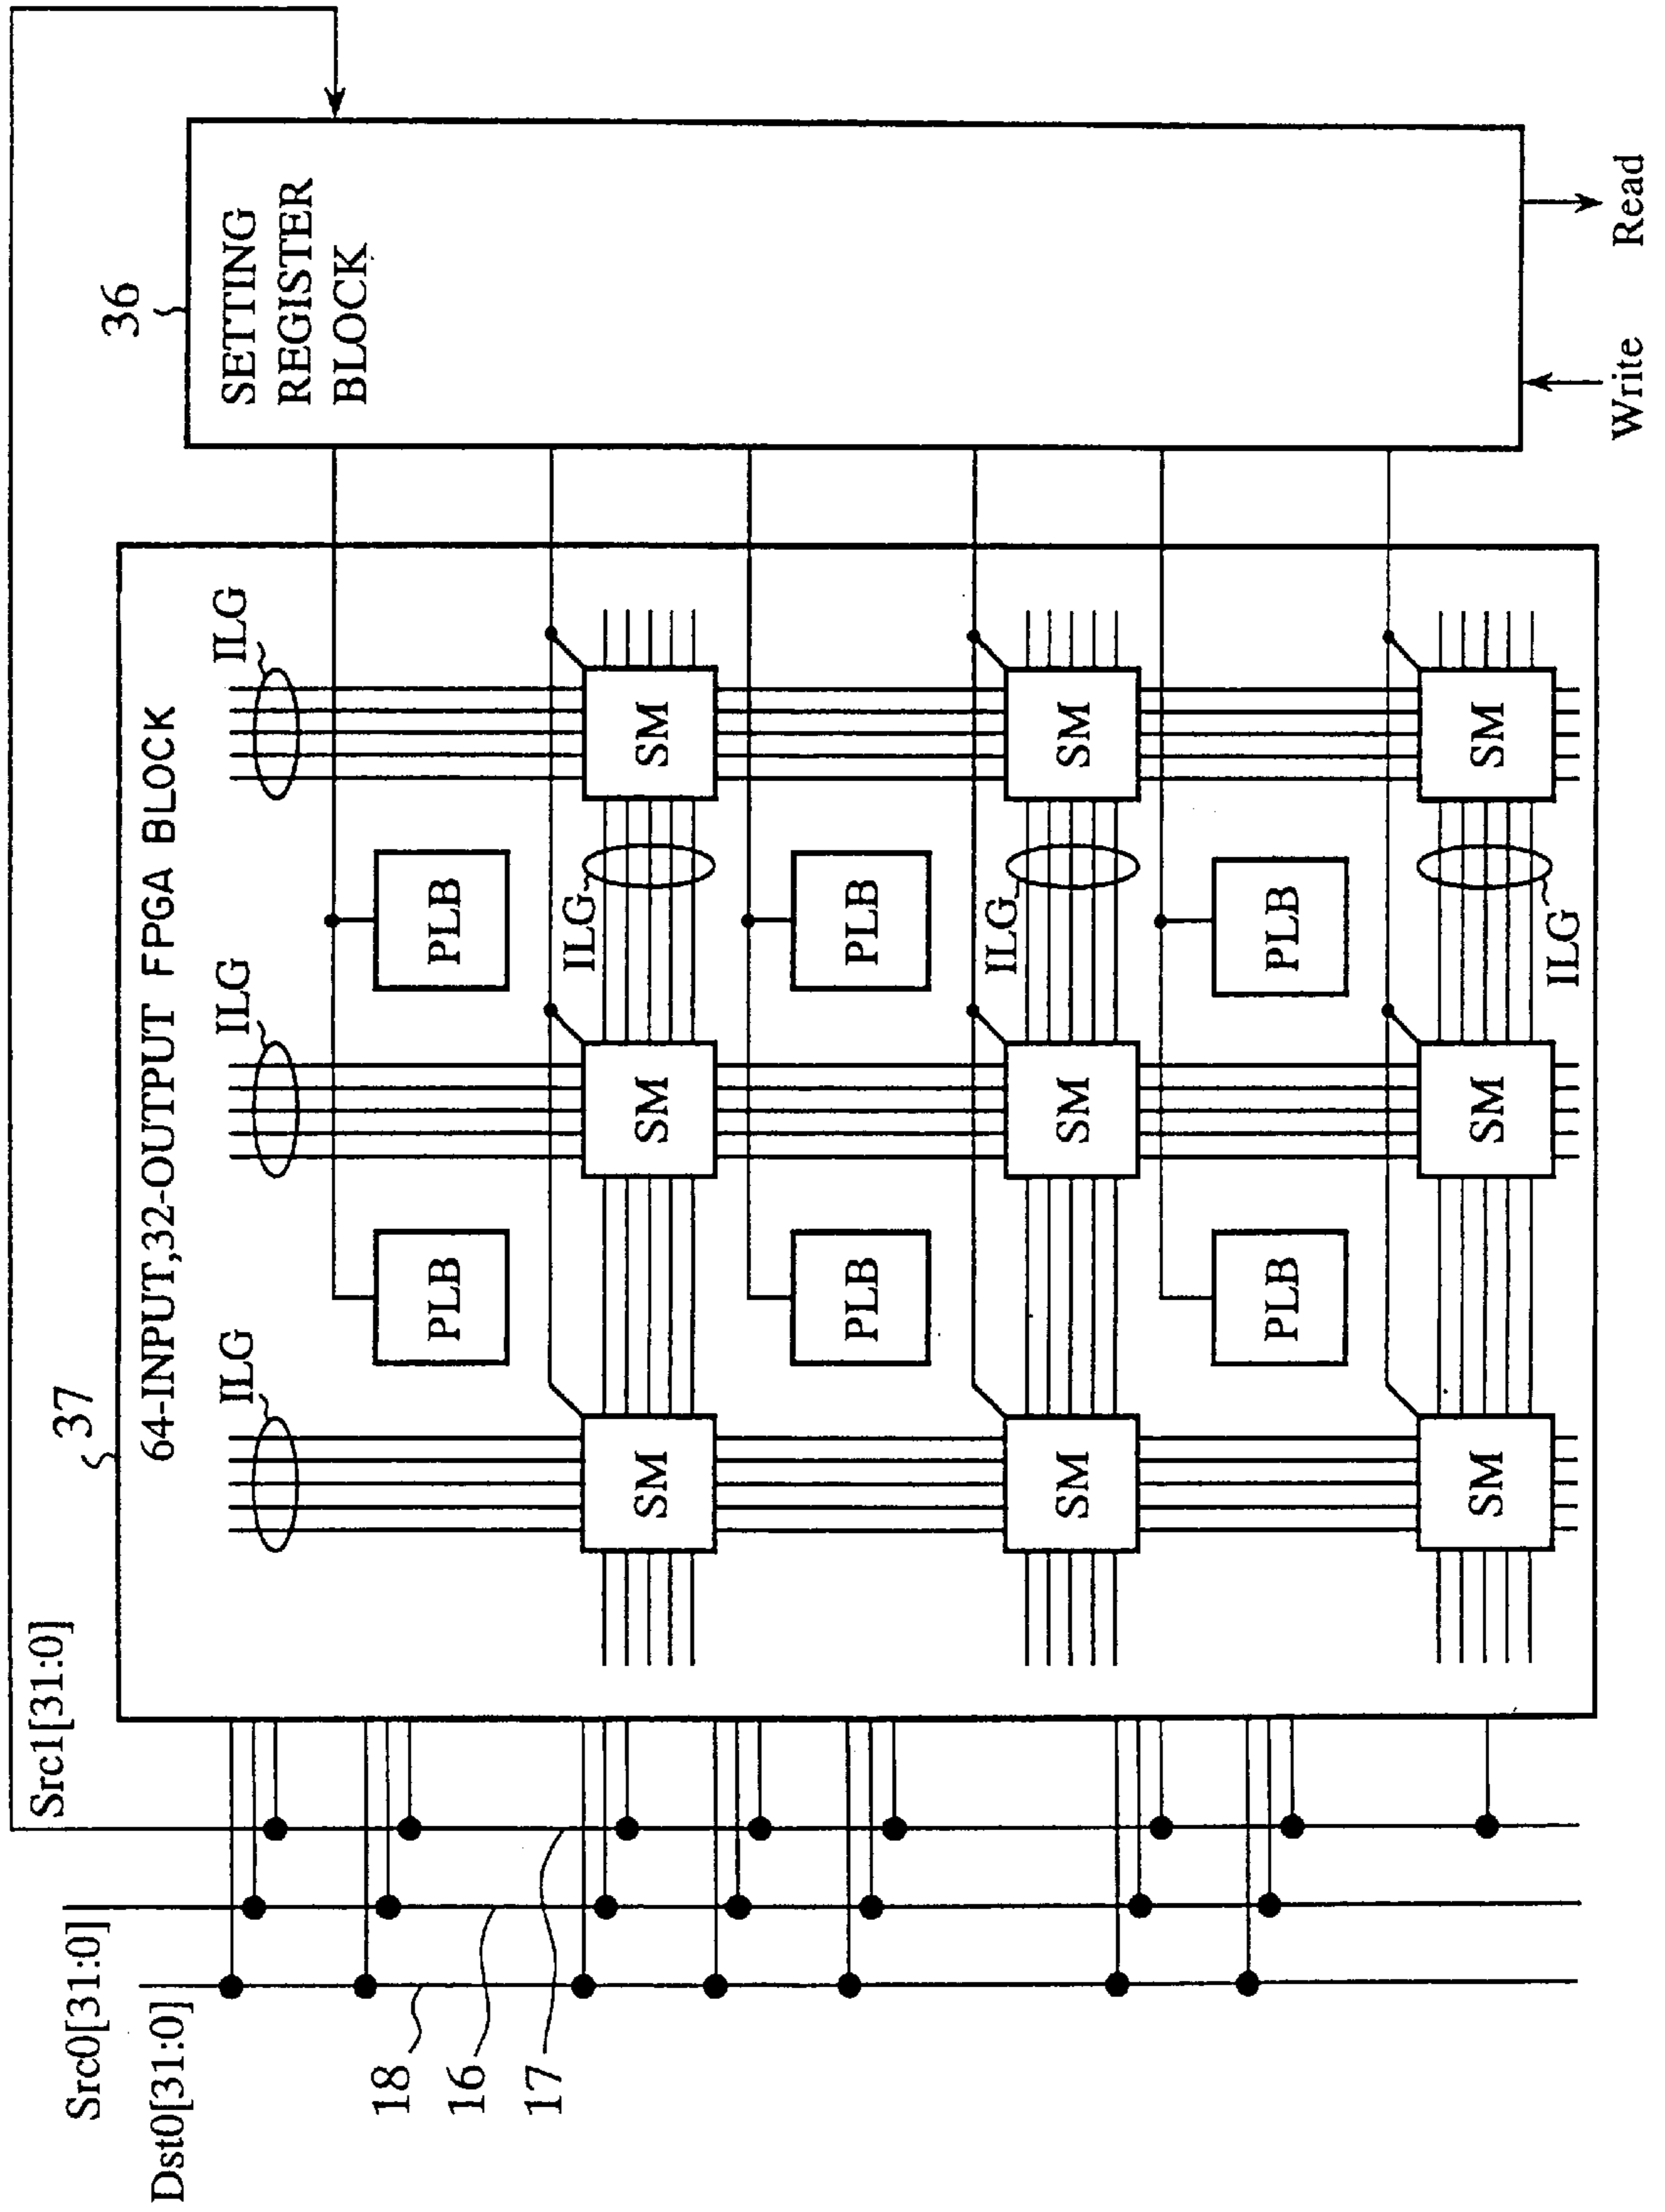 Src0[31:0]
Dst0[31:0]
18
16
17
Src1[31:0]
37
64-INPUT,32-OUTPUT FPGA BLOCK
ILG
ILG
ILG
PLB
PLB
SM
SM
SM
ILG
PLB
PLB
SM
SM
SM
ILG
PLB
PLB
SM
SM
SM
ILG
36
SETTING
REGISTER
BLOCK
Write
Read